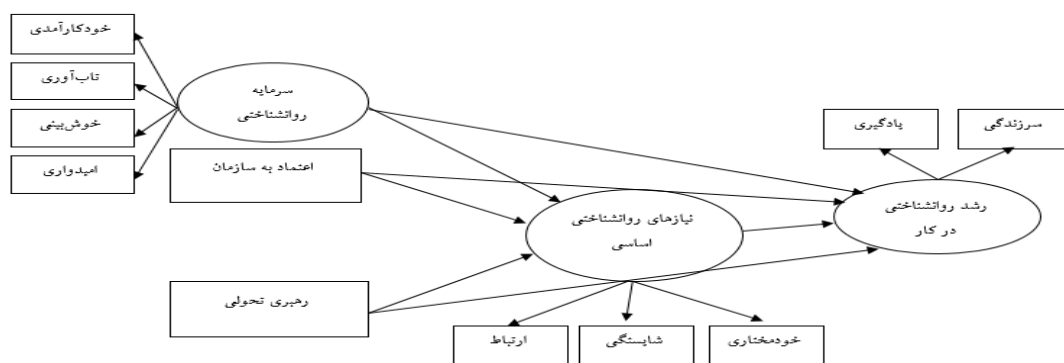 خودکارآمدی
تاب‌آوری
خوش‌بینی
امیدواری
سرمایه
روانشناختی
اعتماد به سازمان
رهبری تحولی
نیازهای روانشناختی
اساسی
ارتباط
شایستگی
خودمختاری
یادگیری
سرزندگی
رشد روانشناختی
در کار